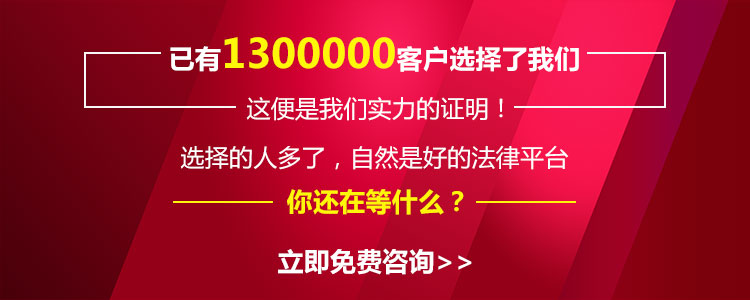 已有1300000客户选择了我们
这便是我们实力的证明！
选择的人多了，自然是好的法律平台
你还在等什么？
立即免费咨询>>